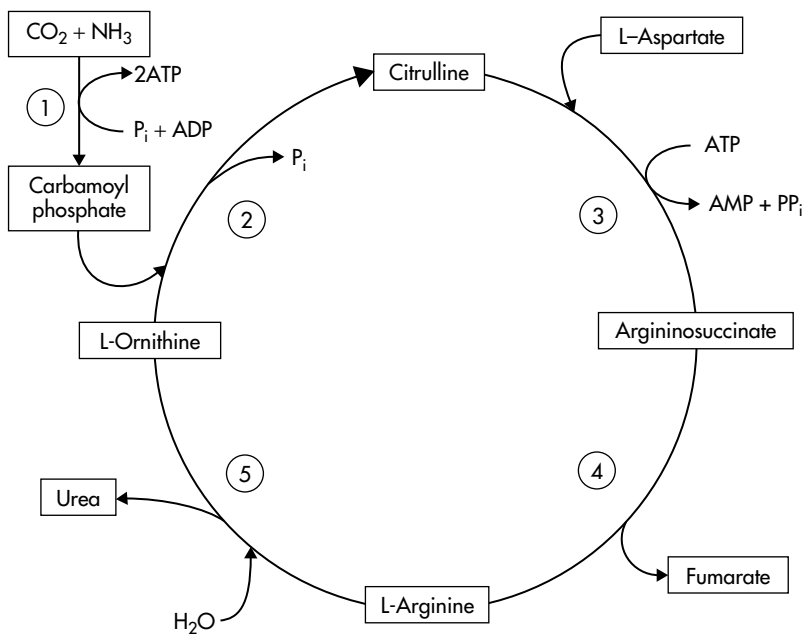 CO₂ + NH₃
2ATP
1
Pᵢ + ADP
Carbamoyl
phosphate
Citrulline
L–Aspartate
ATP
AMP + PPᵢ
Pᵢ
2
3
L-Ornithine
Argininosuccinate
5
4
Urea
Fumarate
H₂O
L-Arginine